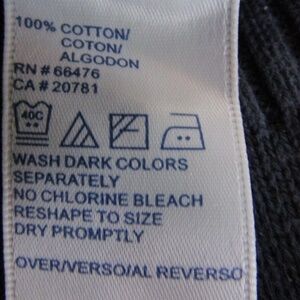 100% COTTON/
COTON/
ALGODON
RN # 66476
CA # 20781
40C
WASH DARK COLORS
SEPARATELY
NO CHLORINE BLEACH
RESHAPE TO SIZE
DRY PROMPTLY
OVER/VERSO/AL REVERSO